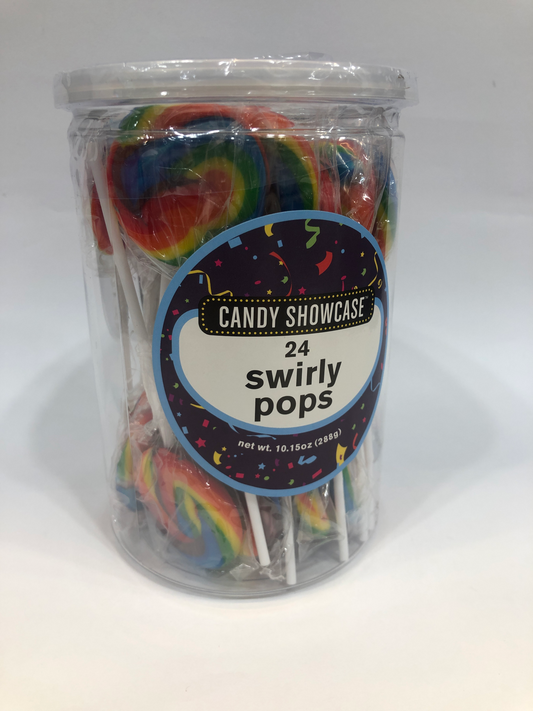 CANDY SHOWCASE
24
swirly
pops
net wt. 10.15oz (288g)